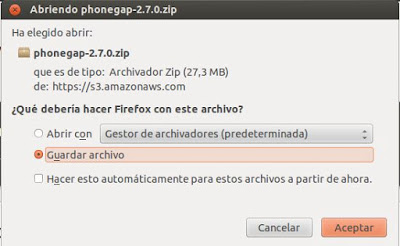 Abriendo phonegap-2.7.0.zip
Ha elegido abrir:
phonegap-2.7.0.zip
que es de tipo: Archivador Zip (27,3 MB)
de: https://s3.amazonaws.com
¿Qué debería hacer Firefox con este archivo?
Abrir con Gestor de archivadores (predeterminada)
Guardar archivo
Hacer esto automáticamente para estos archivos a partir de ahora.
Cancelar Aceptar